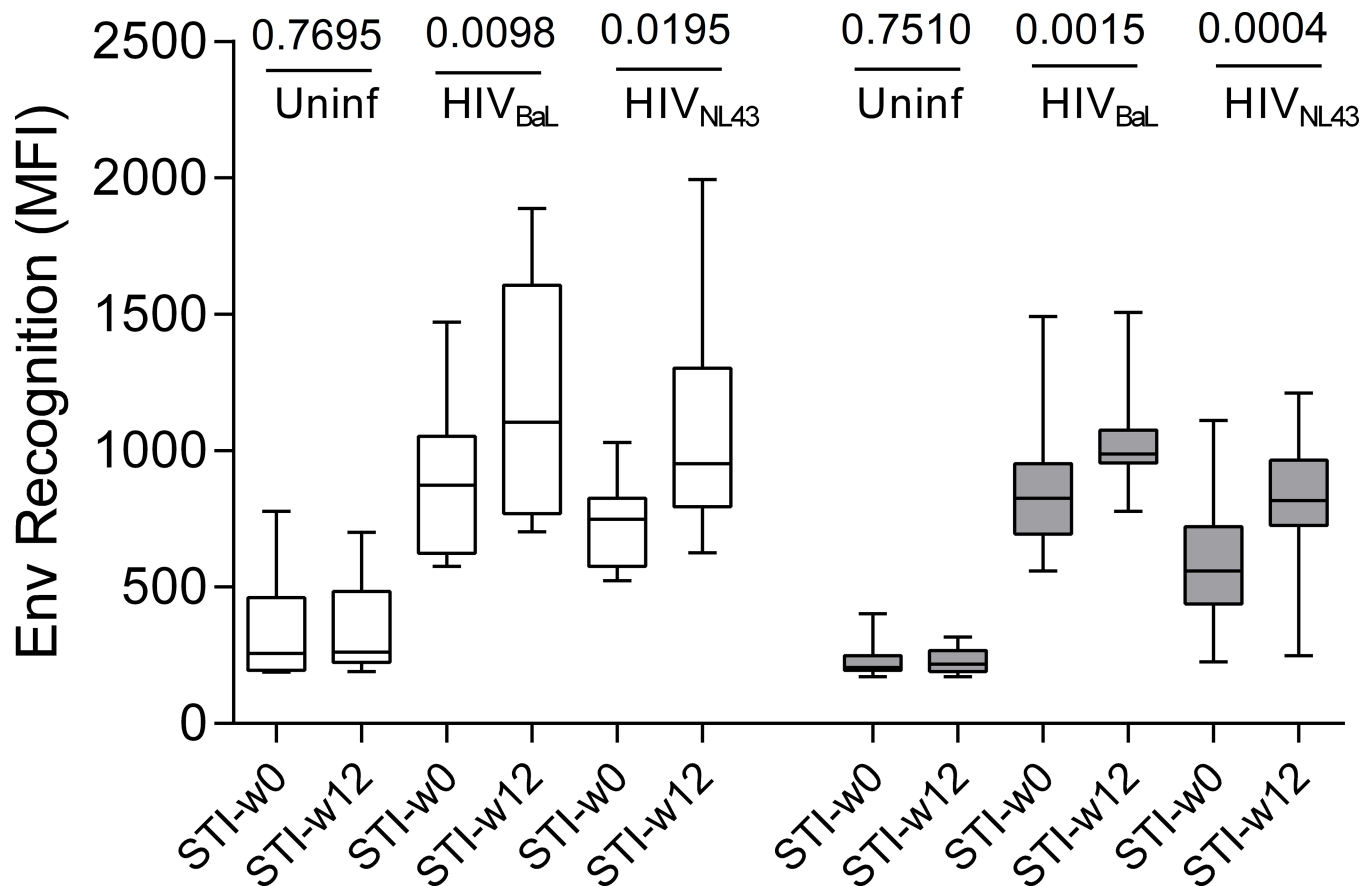 Env Recognition (MFI)
2500
2000
1500
1000
500
0
0.7695 0.0098 0.0195 0.7510 0.0015 0.0004
Uninf HIVBaL HIVNL43 Uninf HIVBaL HIVNL43
STI-w0 STI-w12 STI-w0 STI-w12 STI-w0 STI-w12 STI-w0 STI-w12 STI-w0 STI-w12 STI-w0 STI-w12